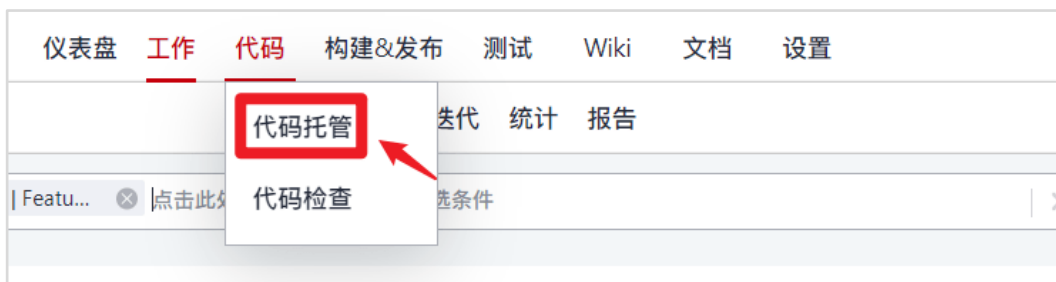 仪表盘 工作 代码 构建&发布 测试 Wiki 文档 设置
代码托管 迭代 统计 报告
| Featu... 点击此处 代码检查 选条件